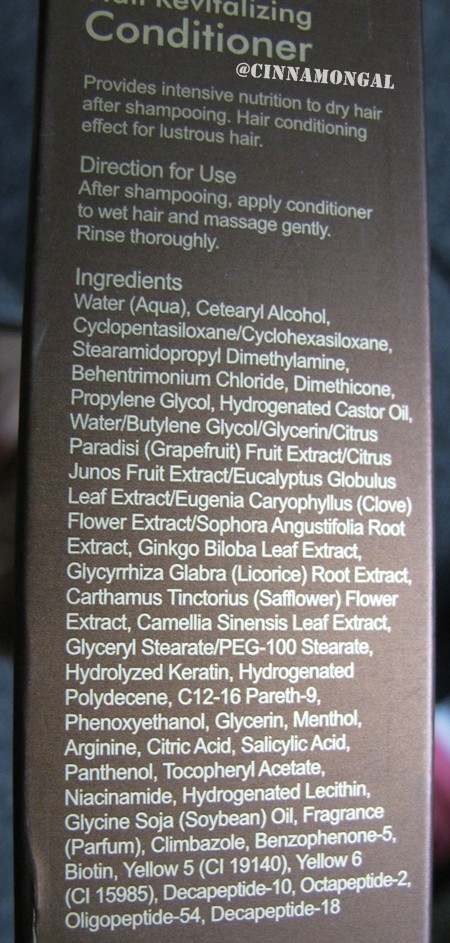 Hair Revitalizing
Conditioner
@CINNAMONGAL
Provides intensive nutrition to dry hair
after shampooing. Hair conditioning
effect for lustrous hair.
Direction for Use
After shampooing, apply conditioner
to wet hair and massage gently.
Rinse thoroughly.
Ingredients
Water (Aqua), Cetearyl Alcohol,
Cyclopentasiloxane/Cyclohexasiloxane,
Stearamidopropyl Dimethylamine,
Behentrimonium Chloride, Dimethicone,
Propylene Glycol, Hydrogenated Castor Oil,
Water/Butylene Glycol/Glycerin/Citrus
Paradisi (Grapefruit) Fruit Extract/Citrus
Junos Fruit Extract/Eucalyptus Globulus
Leaf Extract/Eugenia Caryophyllus (Clove)
Flower Extract/Sophora Angustifolia Root
Extract, Ginkgo Biloba Leaf Extract,
Glycyrrhiza Glabra (Licorice) Root Extract,
Carthamus Tinctorius (Safflower) Flower
Extract, Camellia Sinensis Leaf Extract,
Glyceryl Stearate/PEG-100 Stearate,
Hydrolyzed Keratin, Hydrogenated
Polydecene, C12-16 Pareth-9,
Phenoxyethanol, Glycerin, Menthol,
Arginine, Citric Acid, Salicylic Acid,
Panthenol, Tocopheryl Acetate,
Niacinamide, Hydrogenated Lecithin,
Glycine Soja (Soybean) Oil, Fragrance
(Parfum), Climbazole, Benzophenone-5,
Biotin, Yellow 5 (CI 19140), Yellow 6
(CI 15985), Decapeptide-10, Octapeptide-2,
Oligopeptide-54, Decapeptide-18